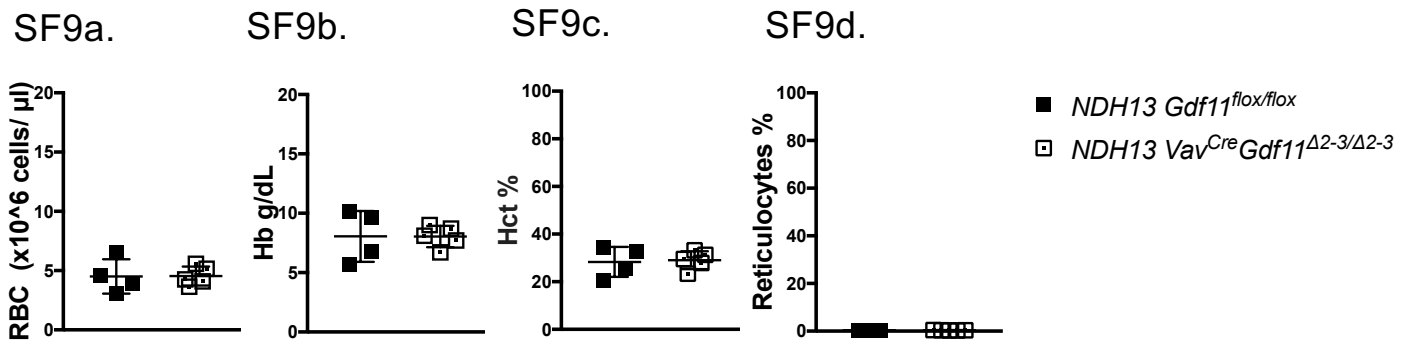 SF9a.
SF9b.
SF9c.
SF9d.
RBC (x10^6 cells/ µl)
20
15
10
5
0
Hb g/dL
20
15
10
5
0
Hct %
100
80
60
40
20
0
Reticulocytes %
100
80
60
40
20
0
NDH13 Gdf11flox/flox
NDH13 VavCreGdf11Δ2-3/Δ2-3